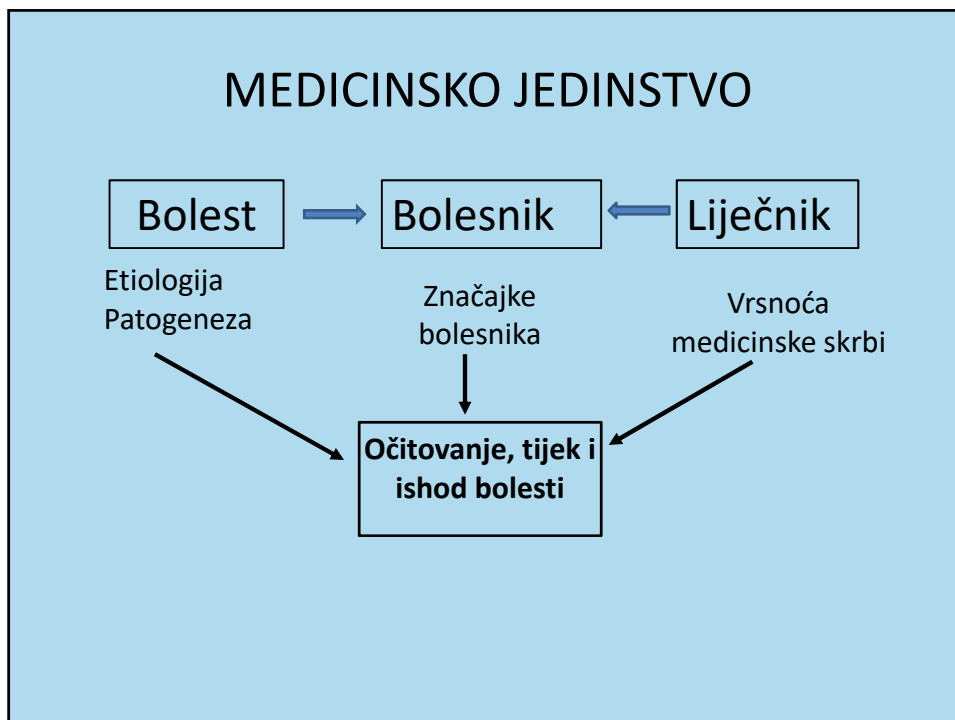 MEDICINSKO JEDINSTVO
Bolest
Bolesnik
Liječnik
Etiologija
Patogeneza
Značajke
bolesnika
Vrsnoća
medicinske skrbi
Očitovanje, tijek i
ishod bolesti